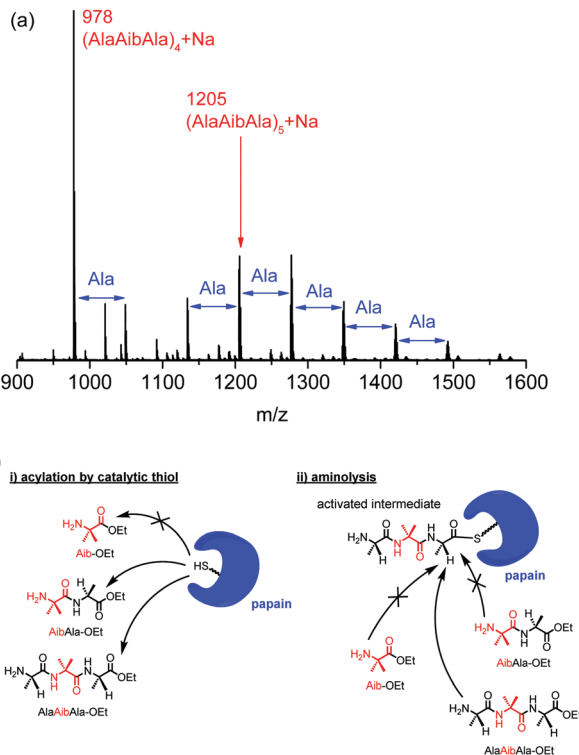 (a)
978
(AlaAibAla)4+Na
1205
(AlaAibAla)5+Na
Ala
Ala
Ala
Ala
Ala
Ala
900 1000 1100 1200 1300 1400 1500 1600
m/z
)
i) acylation by catalytic thiol
H2N
O
OEt
Aib-OEt
HS
papain
H2N
O
N
H
H
O
OEt
AibAla-OEt
H2N
H
O
N
H
O
H
N
O
OEt
H
AlaAibAla-OEt
ii) aminolysis
activated intermediate
H2N
H
O
N
H
O
H
N
O
S
H
papain
H2N
O
OEt
Aib-OEt
H2N
O
N
H
H
O
OEt
AibAla-OEt
H2N
H
O
N
H
O
H
N
O
OEt
H
AlaAibAla-OEt